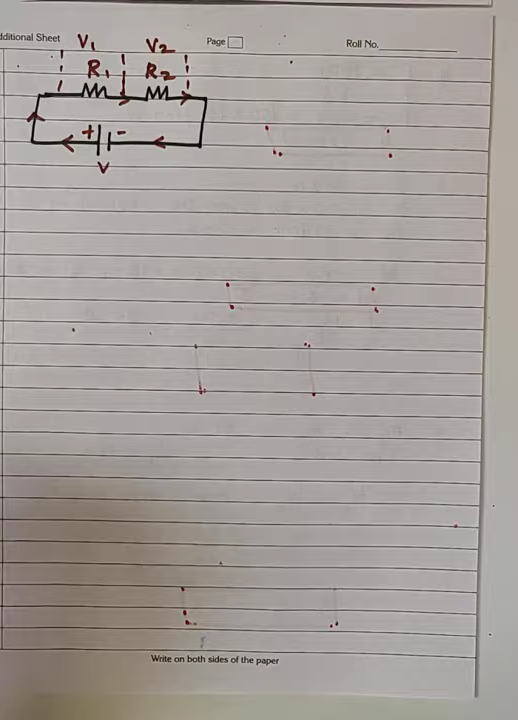 dditional Sheet
V1 V2
Page
Roll No.
R1 R2
+ -
V
Write on both sides of the paper